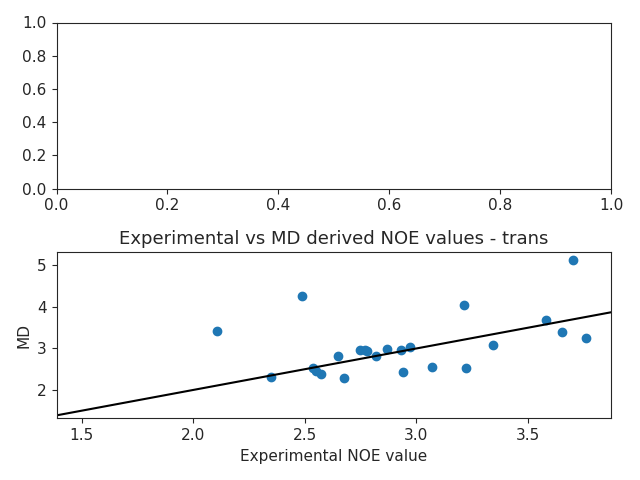 1.0
0.8
0.6
0.4
0.2
0.0
0.0 0.2 0.4 0.6 0.8 1.0
Experimental vs MD derived NOE values - trans
5
4
3
2
MD
1.5 2.0 2.5 3.0 3.5
Experimental NOE value